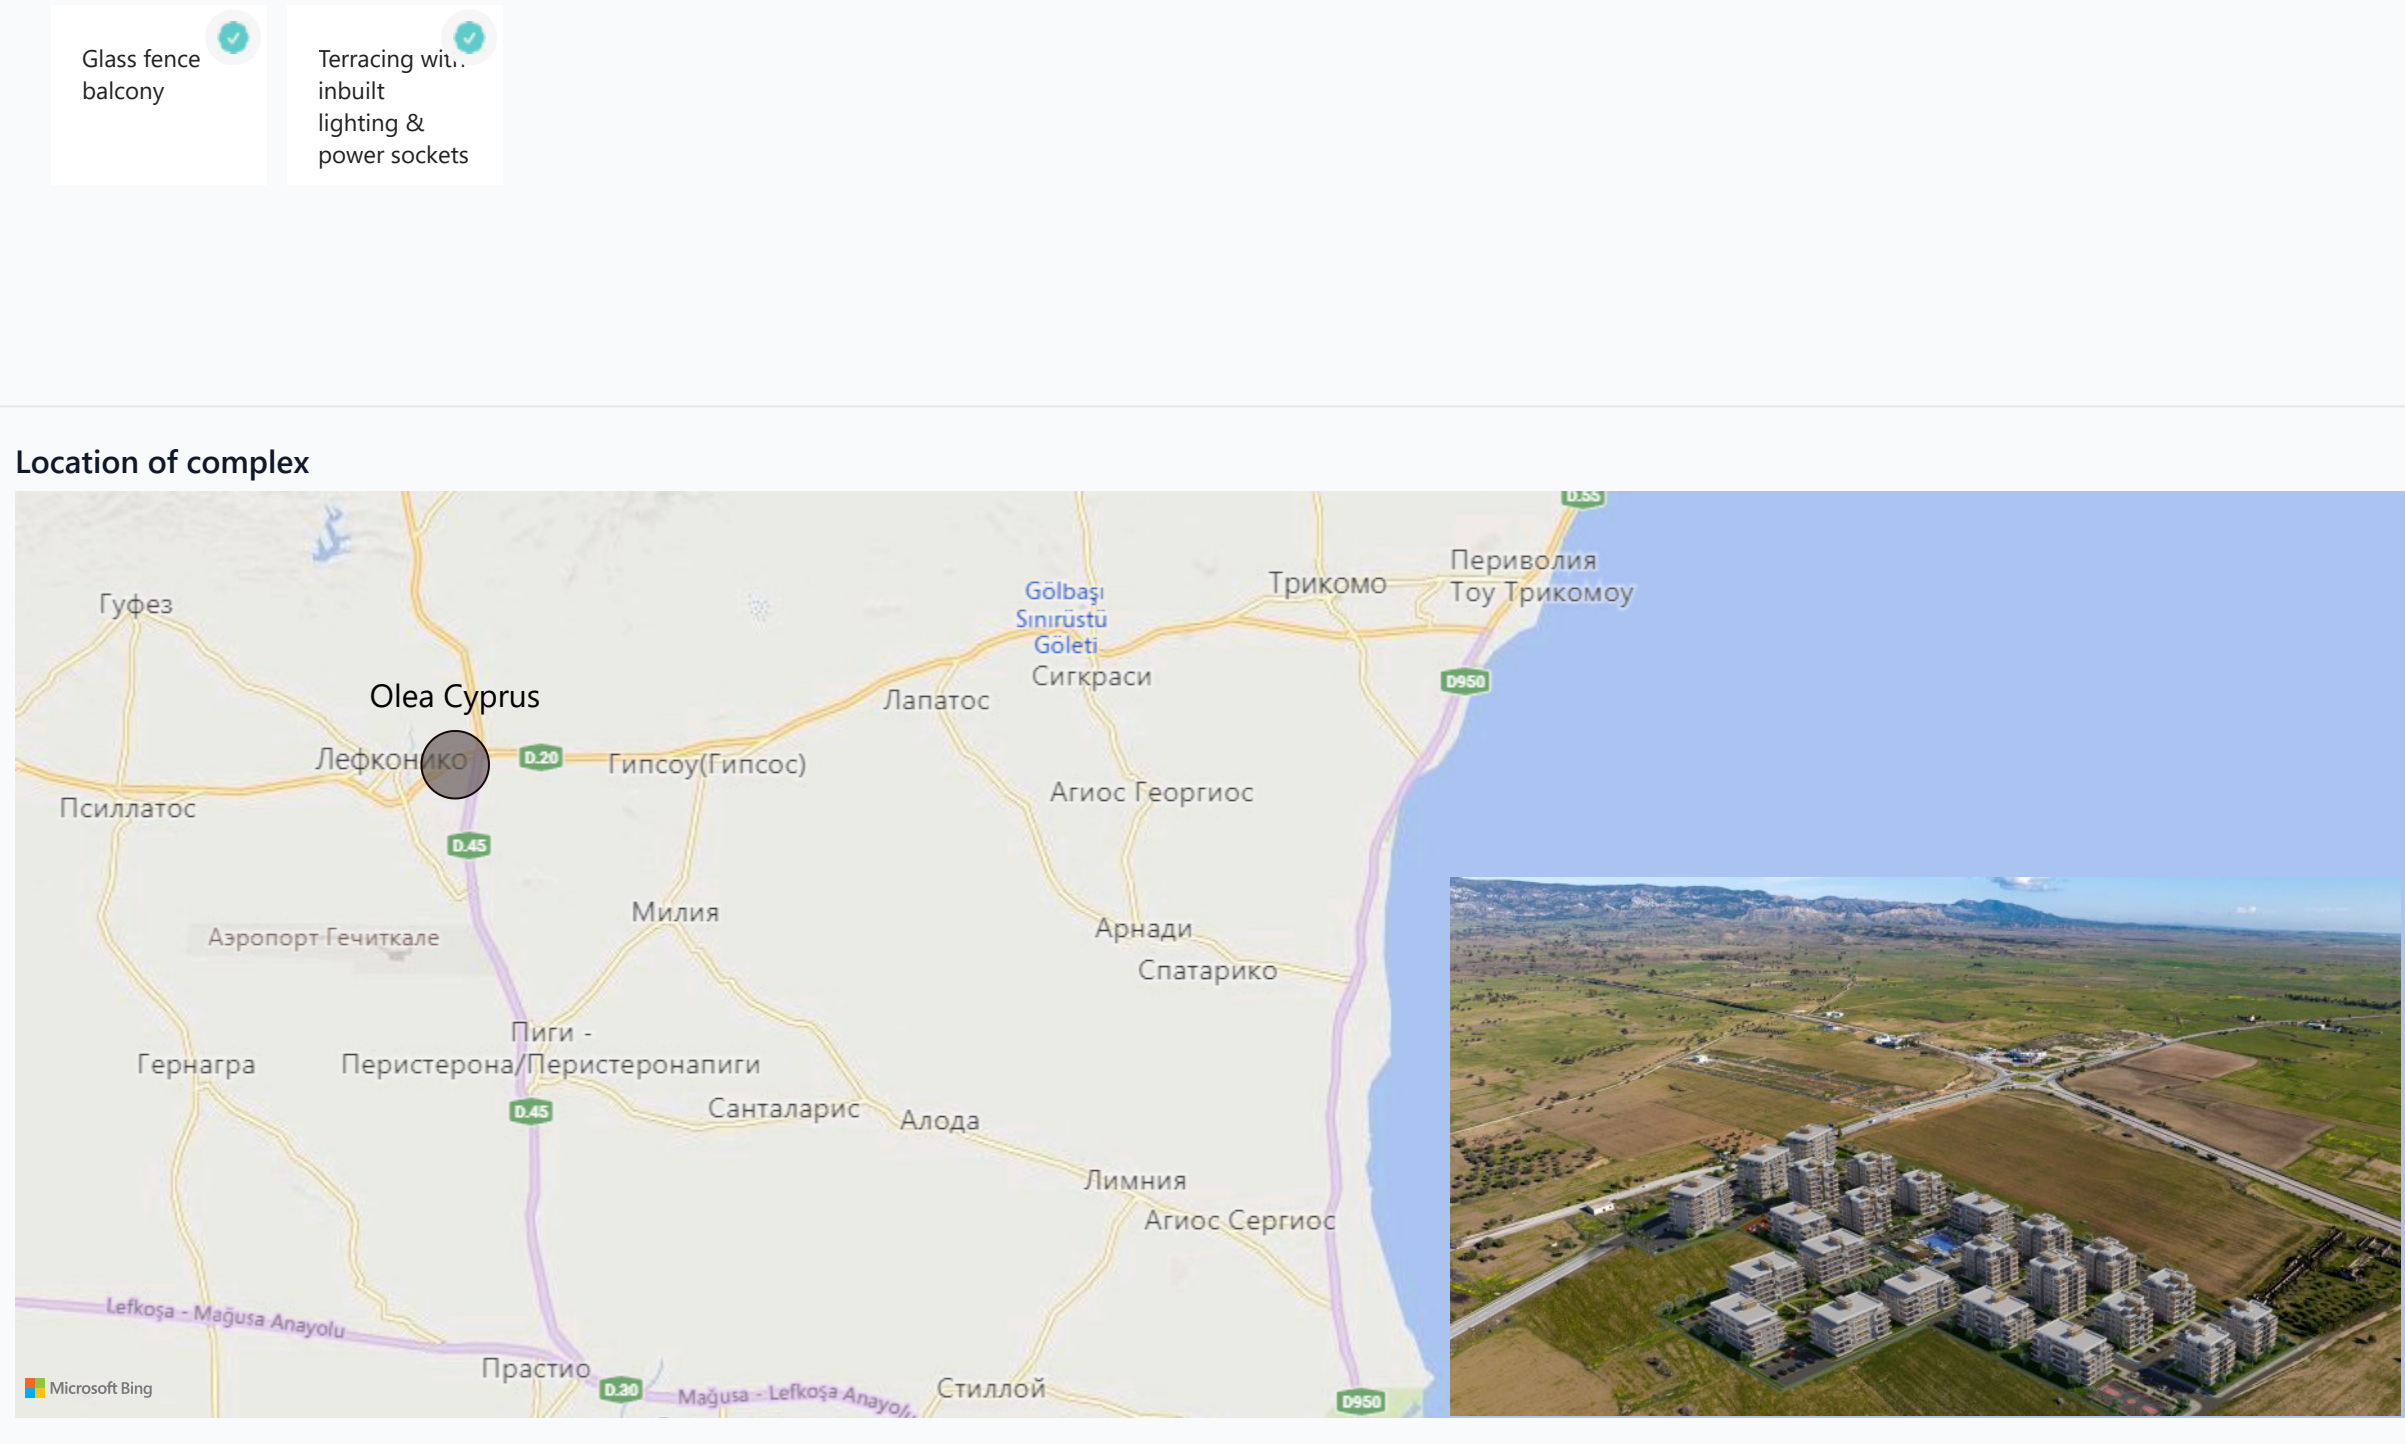 Glass fence
balcony
Terracing with
inbuilt
lighting &
power sockets
Location of complex
D.55
Периволия
Тоу Трикомоу
Трикомо
Gölbaşı
Sınırüstü
Göleti
Сигкраси
Гуфез
D950
Olea Cyprus
Лапатос
Лефконико
D.20
Гипсоу(Гипсос)
Агиос Георгиос
Псиллатос
D.45
Милия
Арнади
Аэропорт Гечиткале
Спатарико
Пиги -
Перистерона/Перистеронапиги
Гернагра
Санталарис
D.45
Алода
Лимния
Агиос Сергиос
Lefkoşa - Mağusa Anayolu
Прастио
Microsoft Bing
D.30
Mağusa - Lefkoşa Anayolu
Стиллой
D950